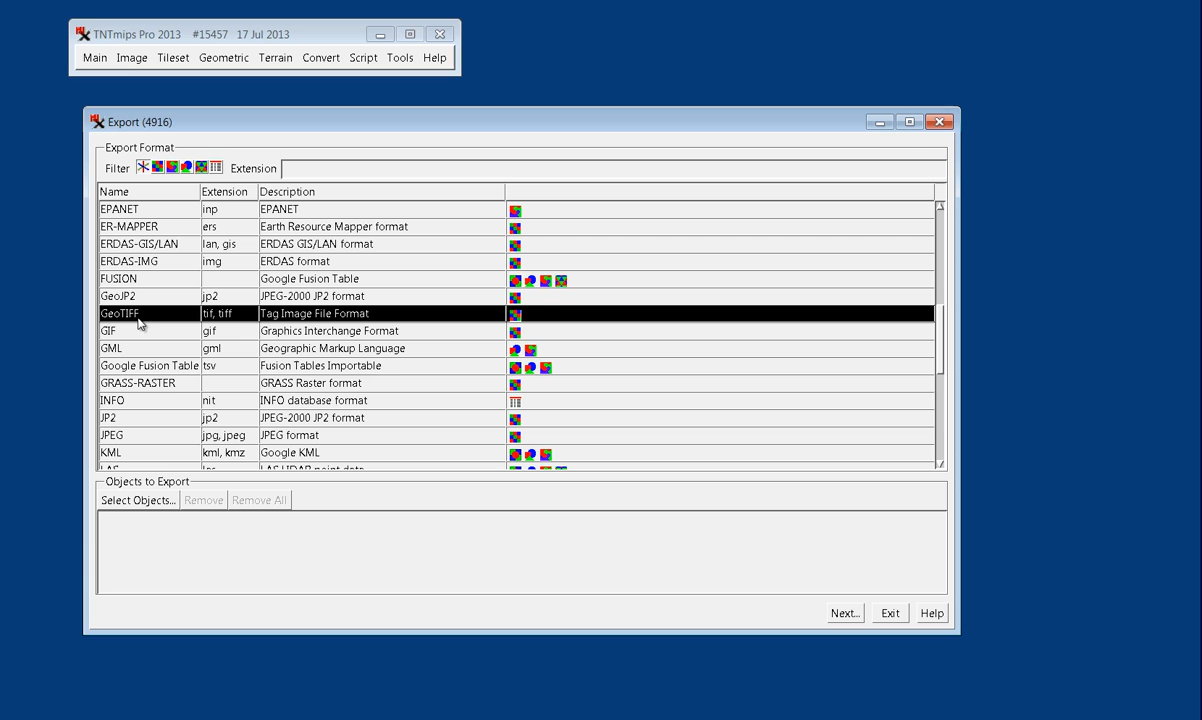 TNTmips Pro 2013 #15457 17 Jul 2013
Main Image Tileset Geometric Terrain Convert Script Tools Help
Export (4916)
Export Format
Filter Extension
Name Extension Description
EPANET inp EPANET
ER-MAPPER ers Earth Resource Mapper format
ERDAS-GIS/LAN lan, gis ERDAS GIS/LAN format
ERDAS-IMG img ERDAS format
FUSION Google Fusion Table
GeoJP2 jp2 JPEG-2000 JP2 format
GeoTIFF tif, tiff Tag Image File Format
GIF gif Graphics Interchange Format
GML gml Geographic Markup Language
Google Fusion Table tsv Fusion Tables Importable
GRASS-RASTER GRASS Raster format
INFO nit INFO database format
JP2 jp2 JPEG-2000 JP2 format
JPEG jpg, jpeg JPEG format
KML kml, kmz Google KML
LAS las LAS LIDAR point data
Objects to Export
Select Objects... Remove Remove All
Next... Exit Help